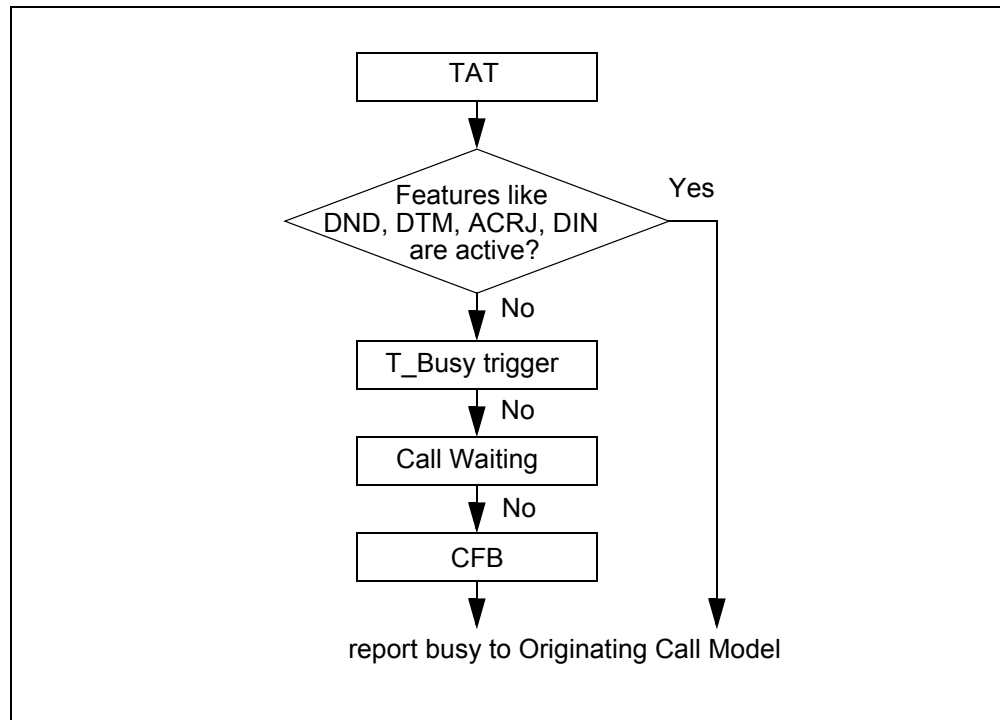 TAT
Features like
DND, DTM, ACRJ, DIN
are active?
Yes
No
T_Busy trigger
No
Call Waiting
No
CFB
report busy to Originating Call Model